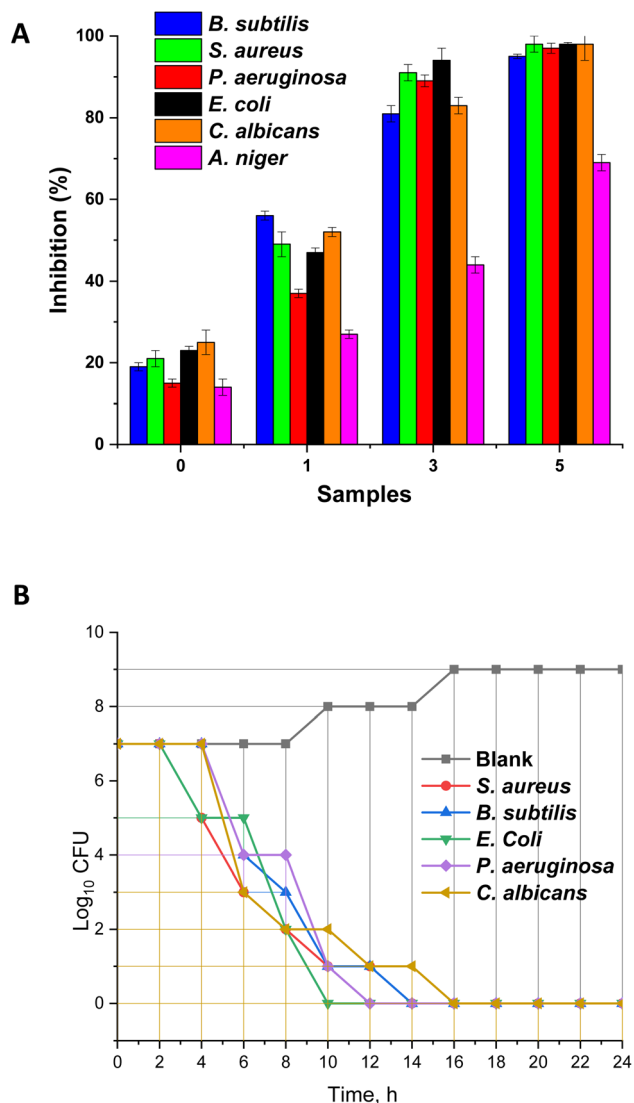 A
B. subtilis
S. aureus
P. aeruginosa
E. coli
C. albicans
A. niger
Inhibition (%)
100
80
60
40
20
0
0 1 3 5
Samples
B
Log10 CFU
10
8
6
4
2
0
Blank
S. aureus
B. subtilis
E. Coli
P. aeruginosa
C. albicans
0 2 4 6 8 10 12 14 16 18 20 22 24
Time, h